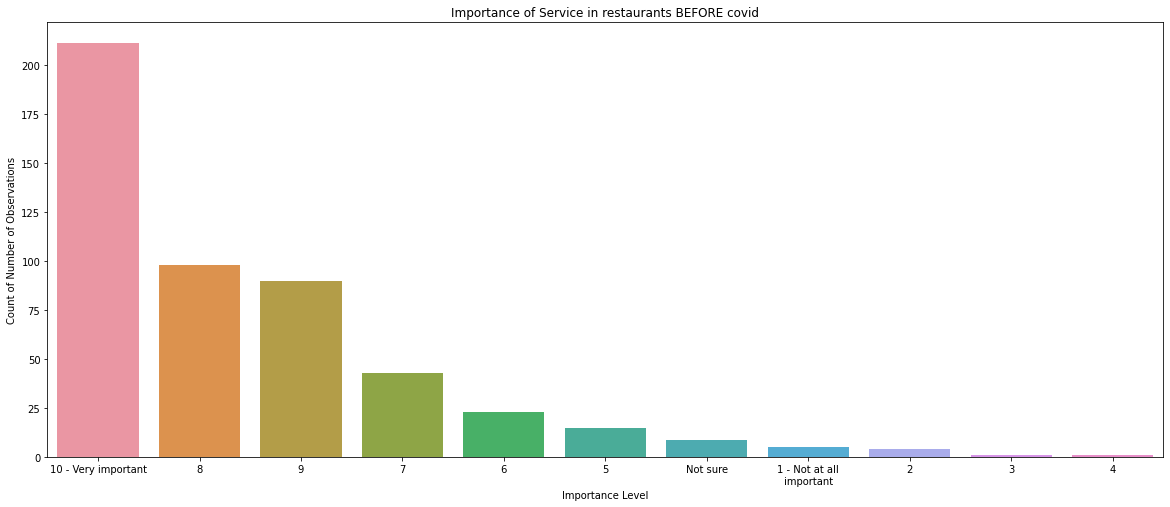 Importance of Service in restaurants BEFORE covid
Count of Number of Observations
200
175
150
125
100
75
50
25
0
10 - Very important
8
9
7
6
5
Not sure
1 - Not at all
important
2
3
4
Importance Level